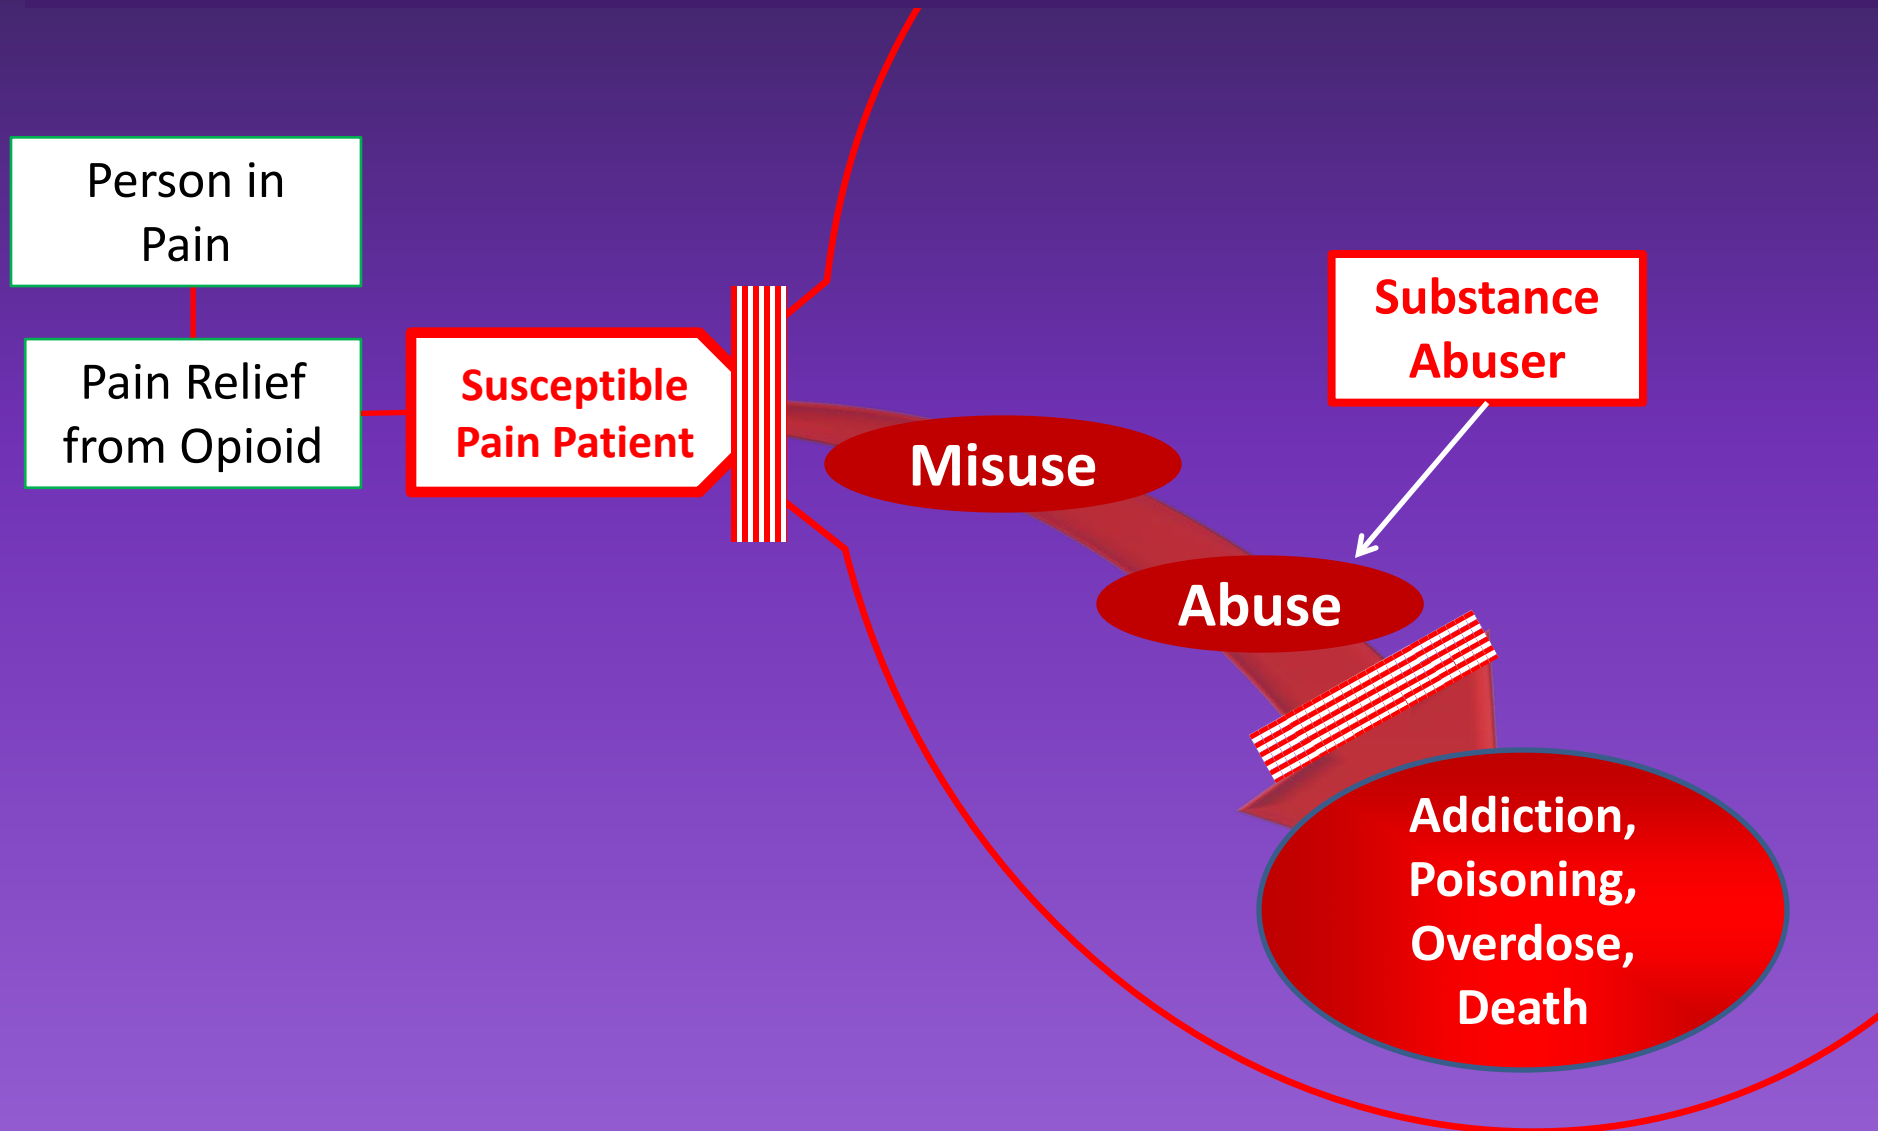 Person in
Pain
Pain Relief
from Opioid
Susceptible
Pain Patient
Misuse
Substance
Abuser
Abuse
Addiction,
Poisoning,
Overdose,
Death